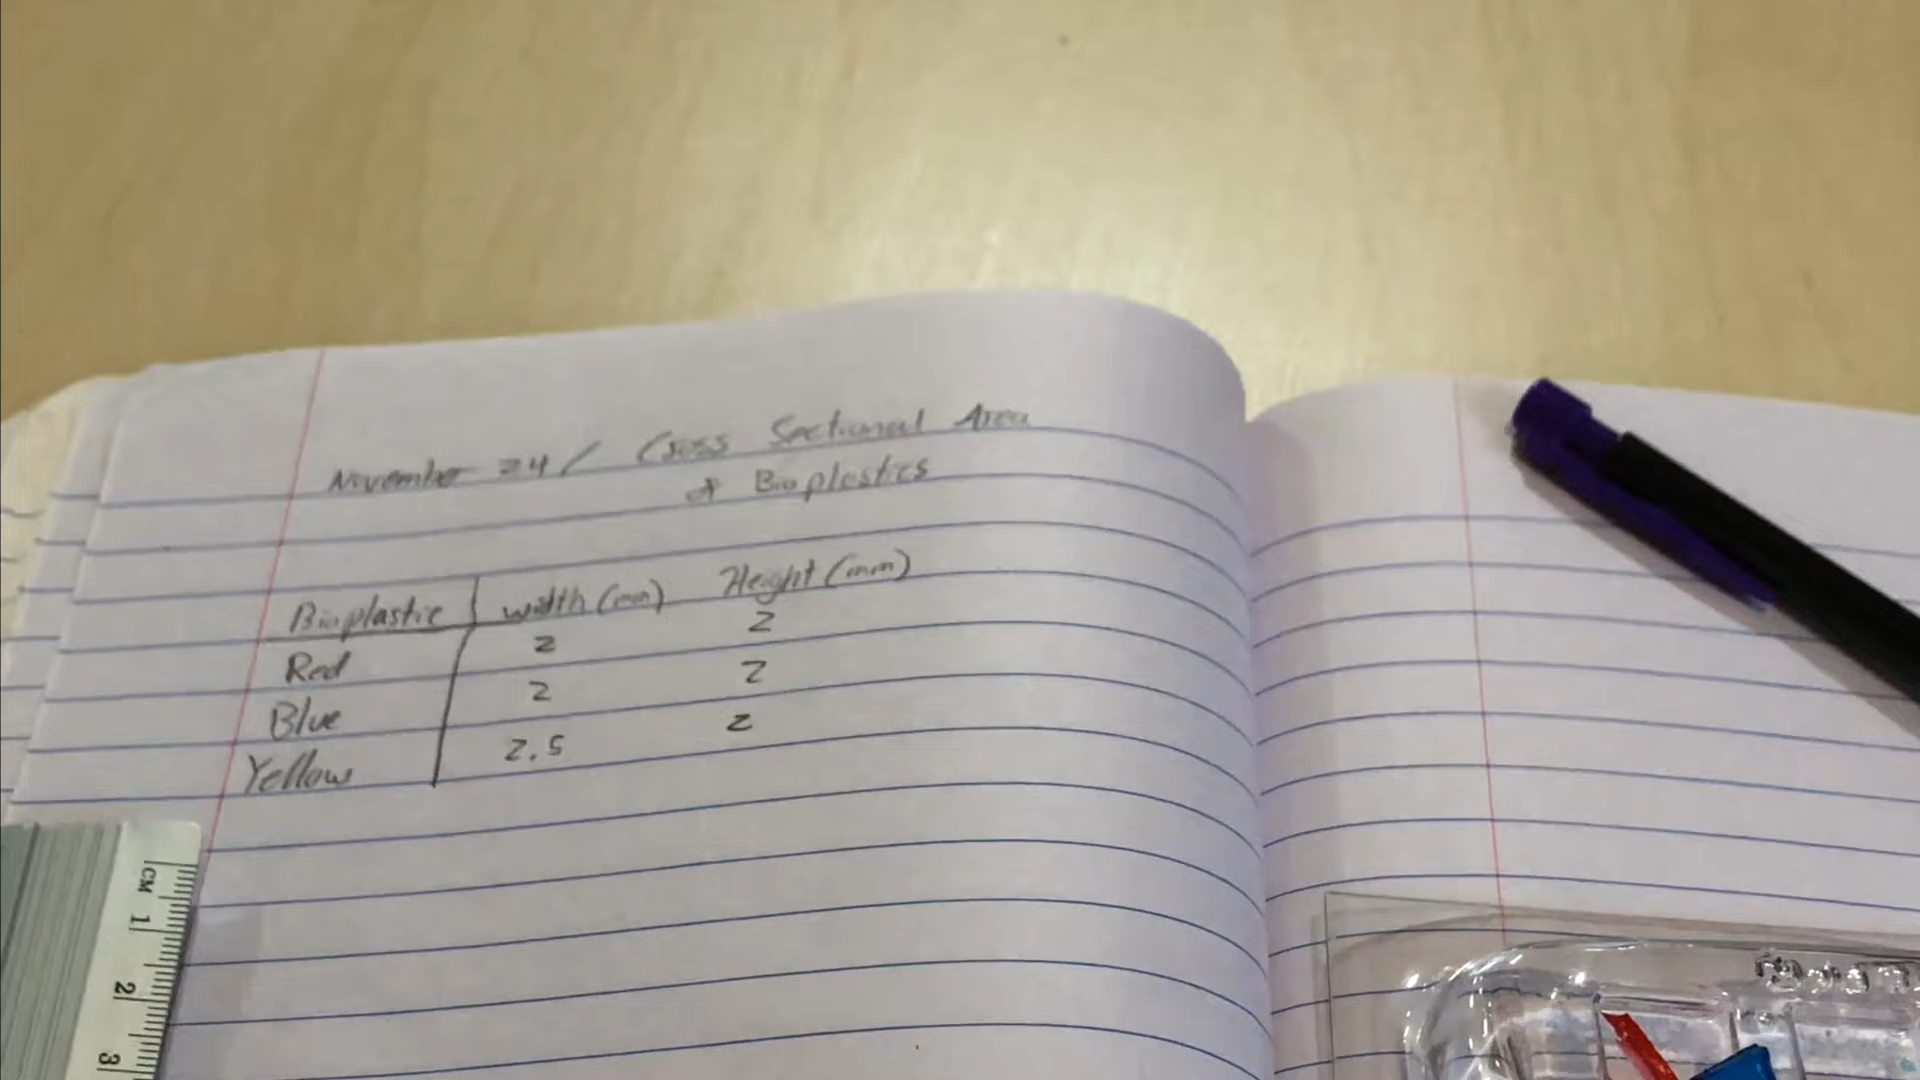 November 24 / Cross Sectional Area
of Bioplastics
Bioplastic width (mm) Height (mm)
Red 2 2
Blue 2 2
Yellow 2.5 2
CM 1 2 3